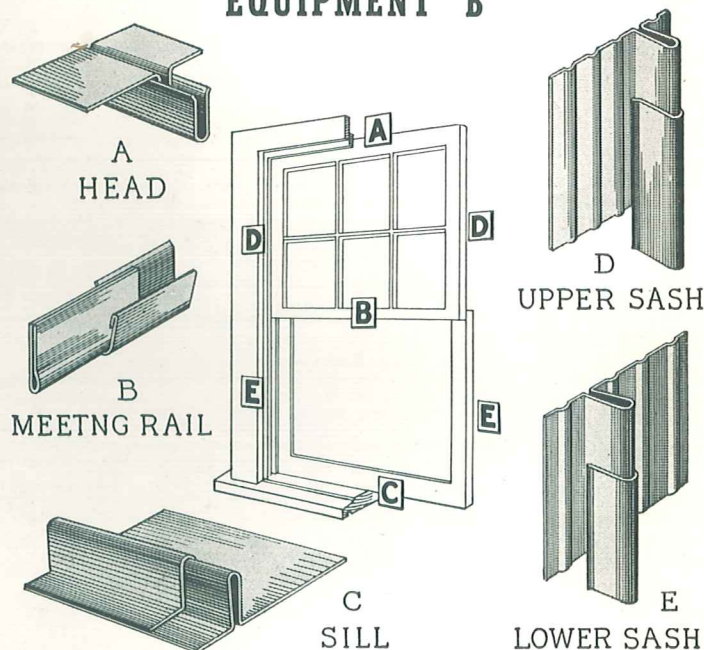 EQUIPMENT B
A
HEAD
A
D
D
D
UPPER SASH
B
B
MEETNG RAIL
E
E
C
C
SILL
E
LOWER SASH